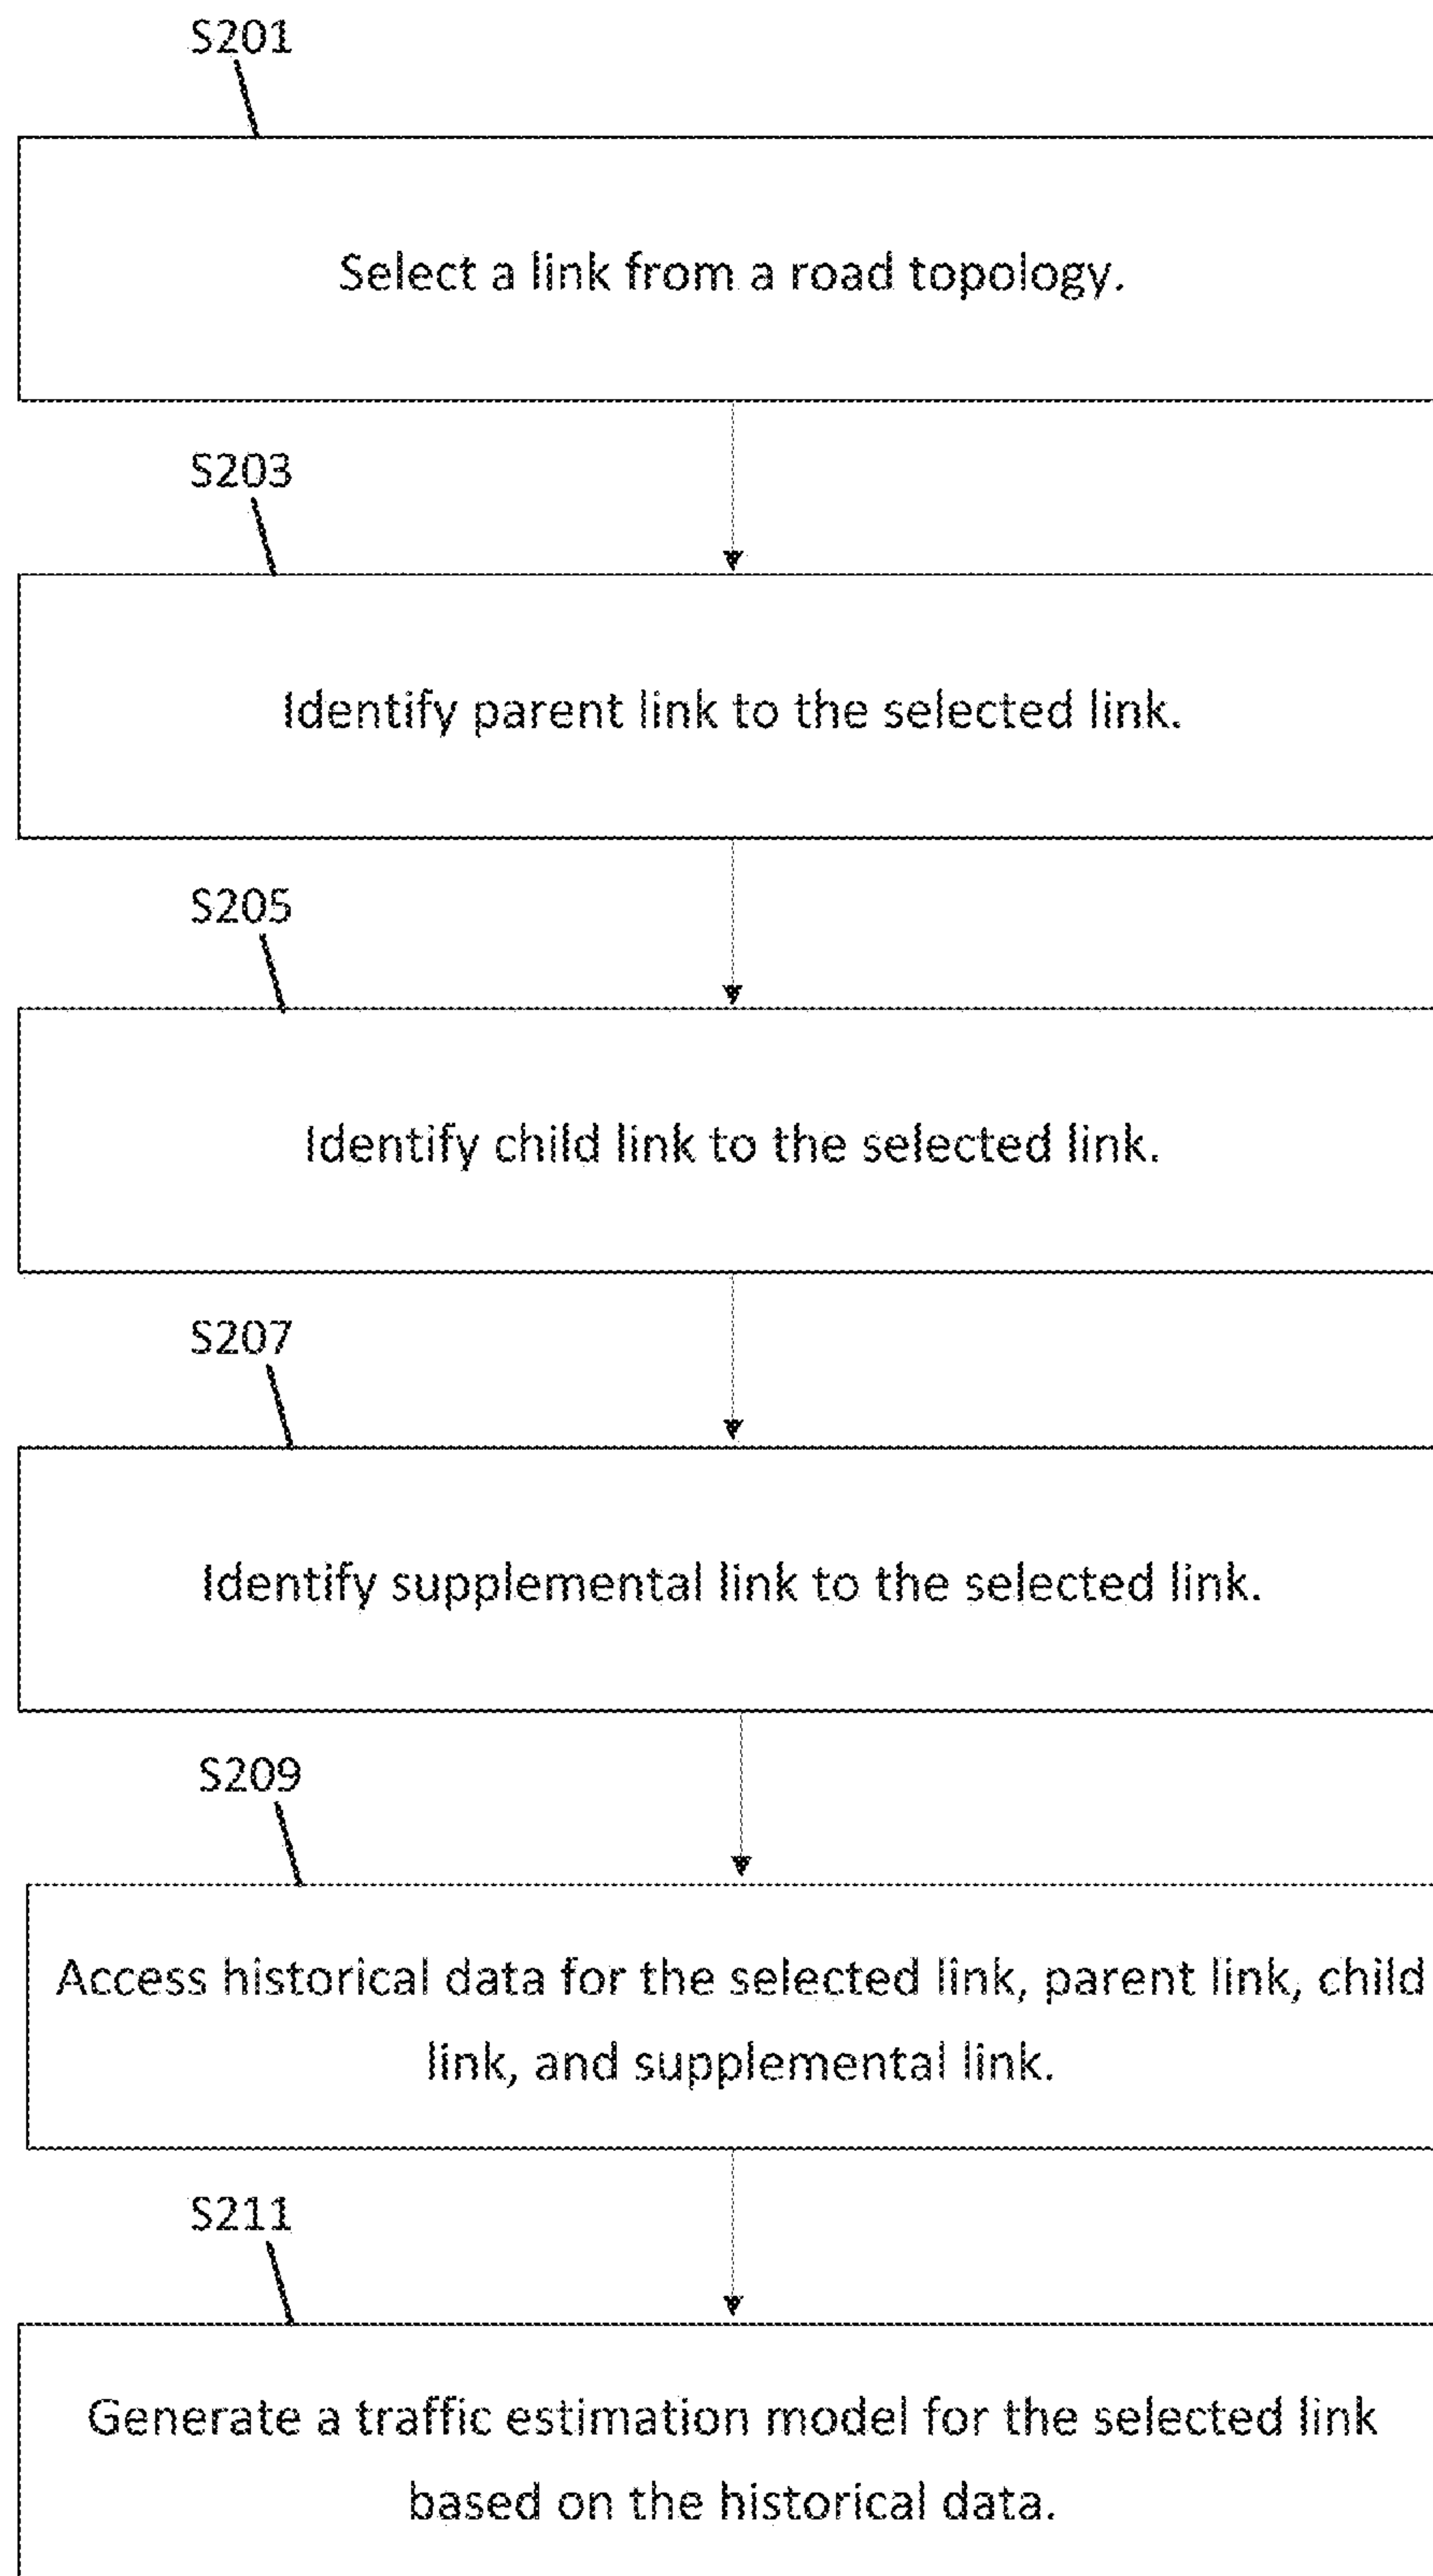 S201
Select a link from a road topology.
S203
Identify parent link to the selected link.
S205
Identify child link to the selected link.
S207
Identify supplemental link to the selected link.
S209
Access historical data for the selected link, parent link, child
link, and supplemental link.
S211
Generate a traffic estimation model for the selected link
based on the historical data.